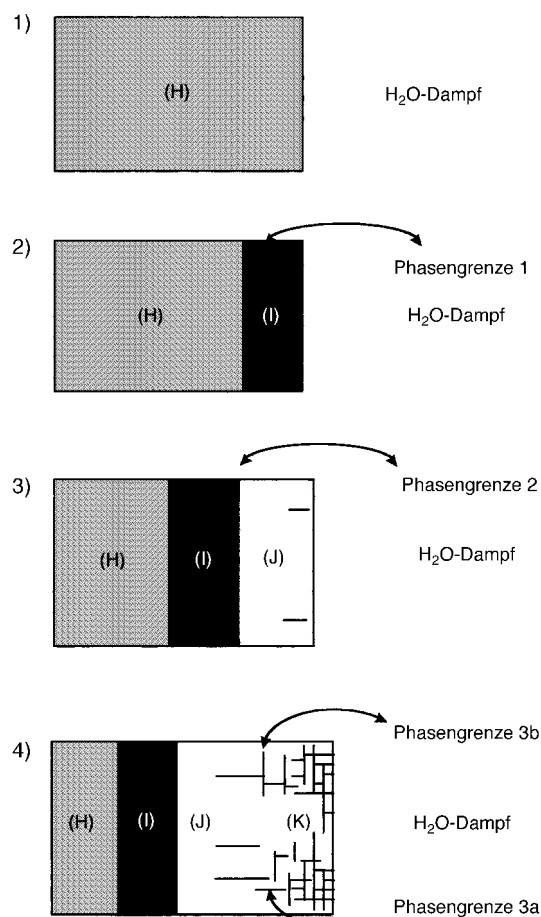 1)
(H)
H₂O-Dampf
2)
Phasengrenze 1
(H)
(I)
H₂O-Dampf
3)
Phasengrenze 2
(H)
(I)
(J)
H₂O-Dampf
4)
Phasengrenze 3b
(H)
(I)
(J)
(K)
H₂O-Dampf
Phasengrenze 3a